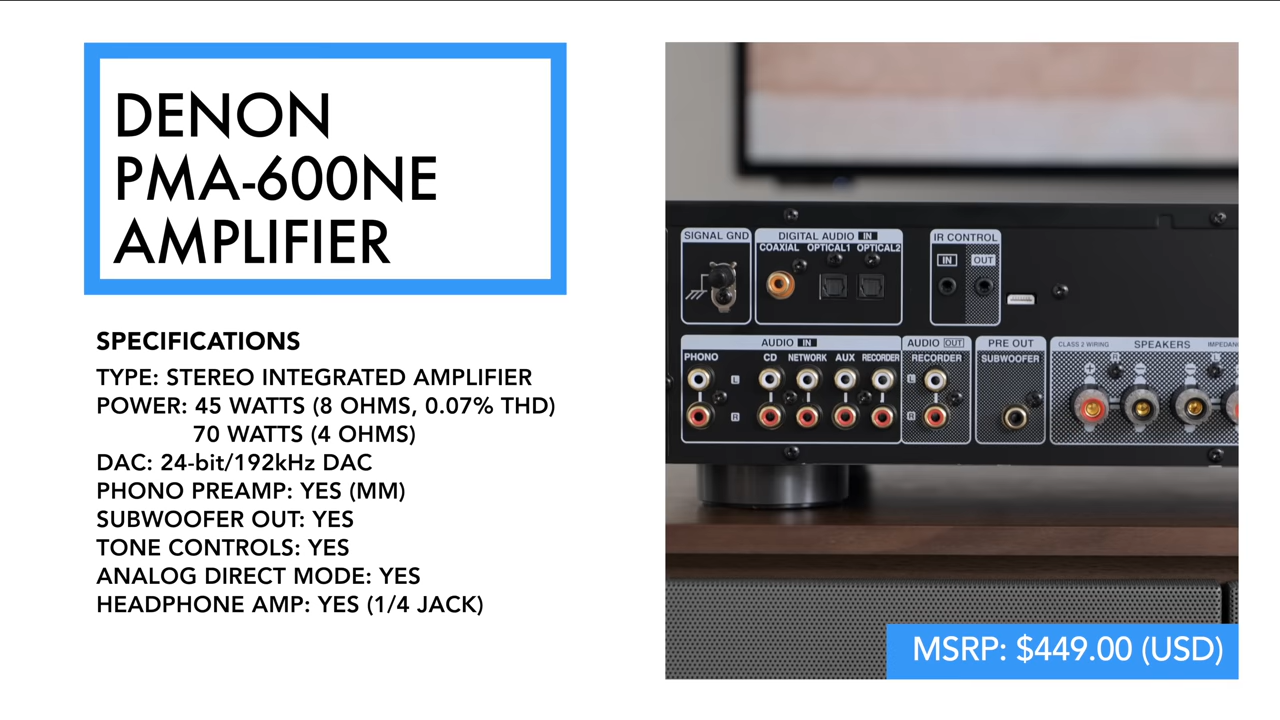 DENON
PMA-600NE
AMPLIFIER
SPECIFICATIONS
TYPE: STEREO INTEGRATED AMPLIFIER
POWER: 45 WATTS (8 OHMS, 0.07% THD)
70 WATTS (4 OHMS)
DAC: 24-bit/192kHz DAC
PHONO PREAMP: YES (MM)
SUBWOOFER OUT: YES
TONE CONTROLS: YES
ANALOG DIRECT MODE: YES
HEADPHONE AMP: YES (1/4 JACK)
SIGNAL GND
DIGITAL AUDIO IN
COAXIAL OPTICAL1 OPTICAL2
IR CONTROL
IN OUT
AUDIO IN
PHONO CD NETWORK AUX RECORDER
L
R
AUDIO OUT
RECORDER
L
R
PRE OUT
SUBWOOFER
CLASS 2 WIRING SPEAKERS
R L
MSRP: $449.00 (USD)